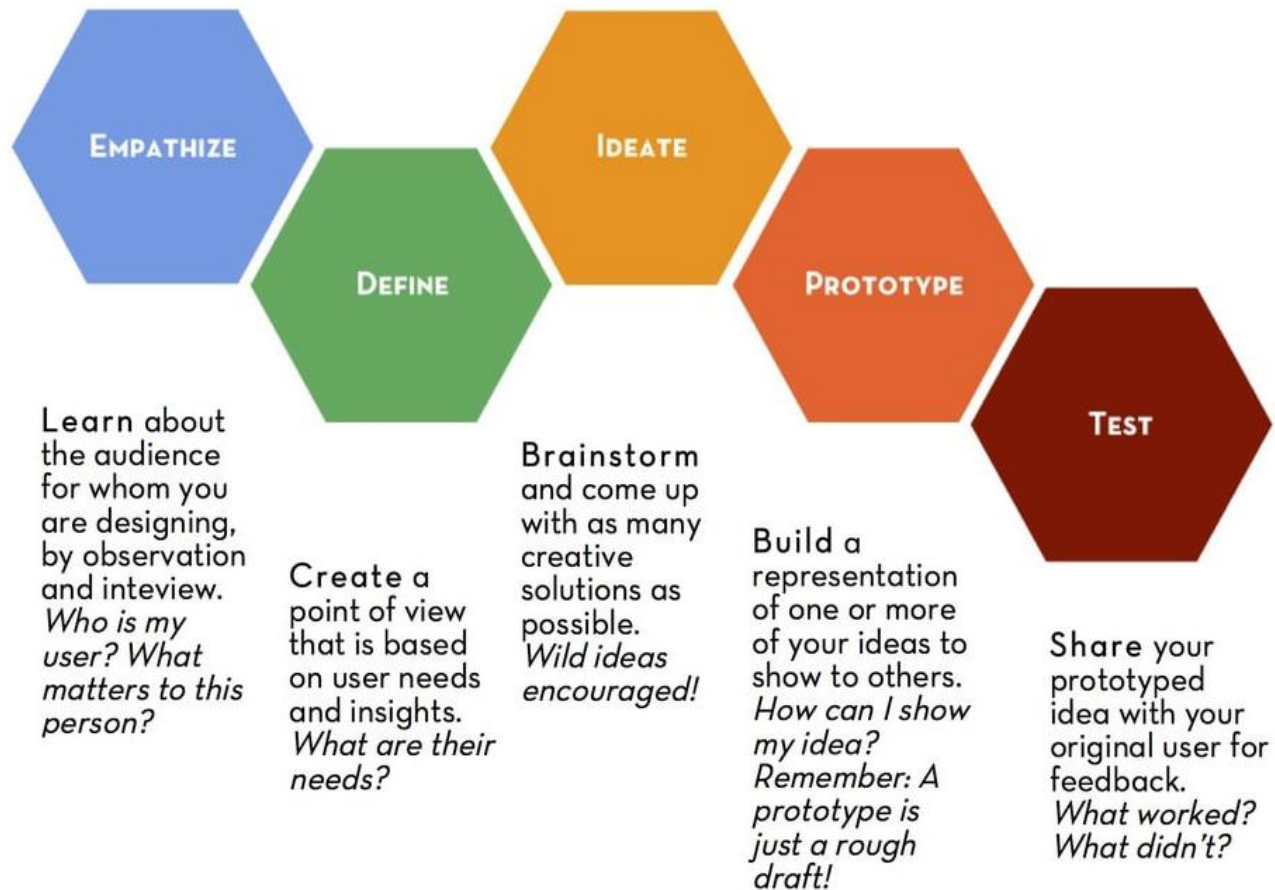 EMPATHIZE
DEFINE
IDEATE
PROTOTYPE
TEST
Learn about
the audience
for whom you
are designing,
by observation
and inteview.
Who is my
user? What
matters to this
person?
Create a
point of view
that is based
on user needs
and insights.
What are their
needs?
Brainstorm
and come up
with as many
creative
solutions as
possible.
Wild ideas
encouraged!
Build a
representation
of one or more
of your ideas to
show to others.
How can I show
my idea?
Remember: A
prototype is
just a rough
draft!
Share your
prototyped
idea with your
original user for
feedback.
What worked?
What didn't?